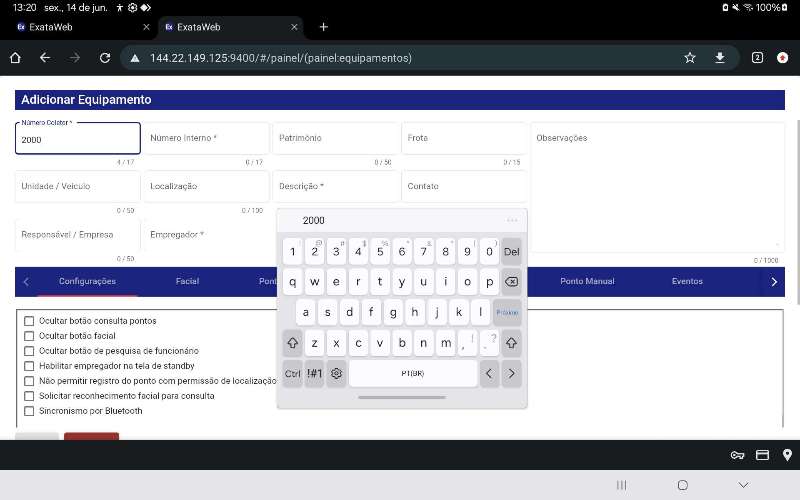 13:20 sex., 14 de jun. 100%
ExataWeb
ExataWeb
144.22.149.125:9400/#/painel/(painel:equipamentos)
2
Adicionar Equipamento
Número Coletor *
2000
4 / 17
Número Interno *
0 / 17
Patrimônio
0 / 50
Frota
0 / 15
Observações
0 / 1000
Unidade / Veículo
0 / 50
Localização
0 / 100
Descrição *
Contato
Responsável / Empresa
0 / 50
Empregador *
Configurações Facial Pont Ponto Manual Eventos
Ocultar botão consulta pontos
Ocultar botão facial
Ocultar botão de pesquisa de funcionário
Habilitar empregador na tela de standby
Não permitir registro do ponto com permissão de localização
Solicitar reconhecimento facial para consulta
Sincronismo por Bluetooth
2000
1 2 3 4 5 6 7 8 9 0 Del
q w e r t y u i o p
a s d f g h j k l Próximo
z x c v b n m , ! . ?
Ctrl !#1 PT(BR)